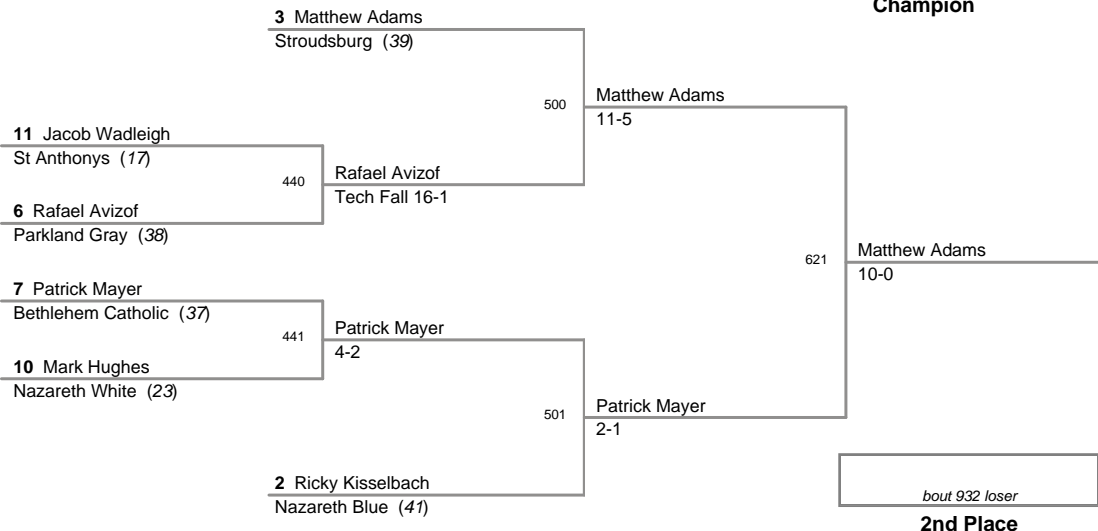 Champion
3 Matthew Adams
Stroudsburg (39)
500
Matthew Adams
11-5
11 Jacob Wadleigh
St Anthonys (17)
440
Rafael Avizof
Tech Fall 16-1
6 Rafael Avizof
Parkland Gray (38)
621
Matthew Adams
10-0
7 Patrick Mayer
Bethlehem Catholic (37)
441
Patrick Mayer
4-2
10 Mark Hughes
Nazareth White (23)
501
Patrick Mayer
2-1
2 Ricky Kisselbach
Nazareth Blue (41)
bout 932 loser
2nd Place